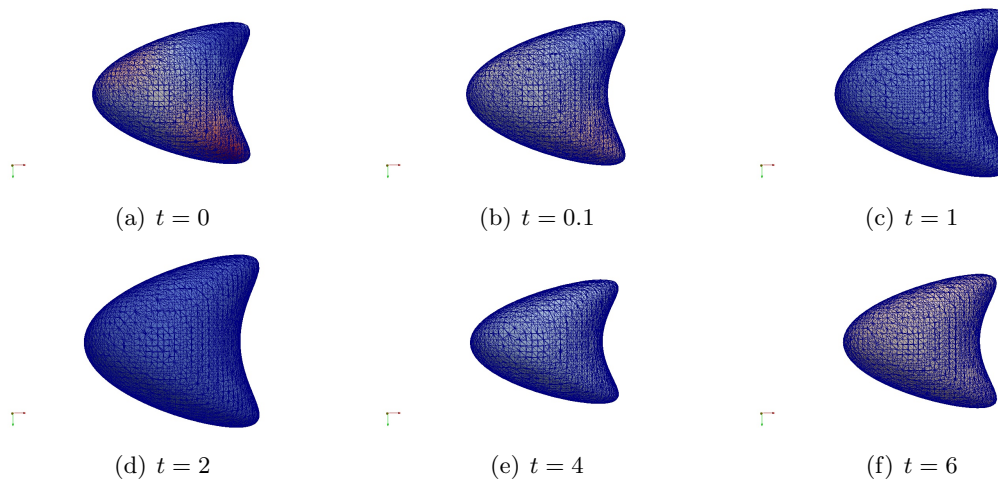 (a) t = 0
(b) t = 0.1
(c) t = 1
(d) t = 2
(e) t = 4
(f) t = 6